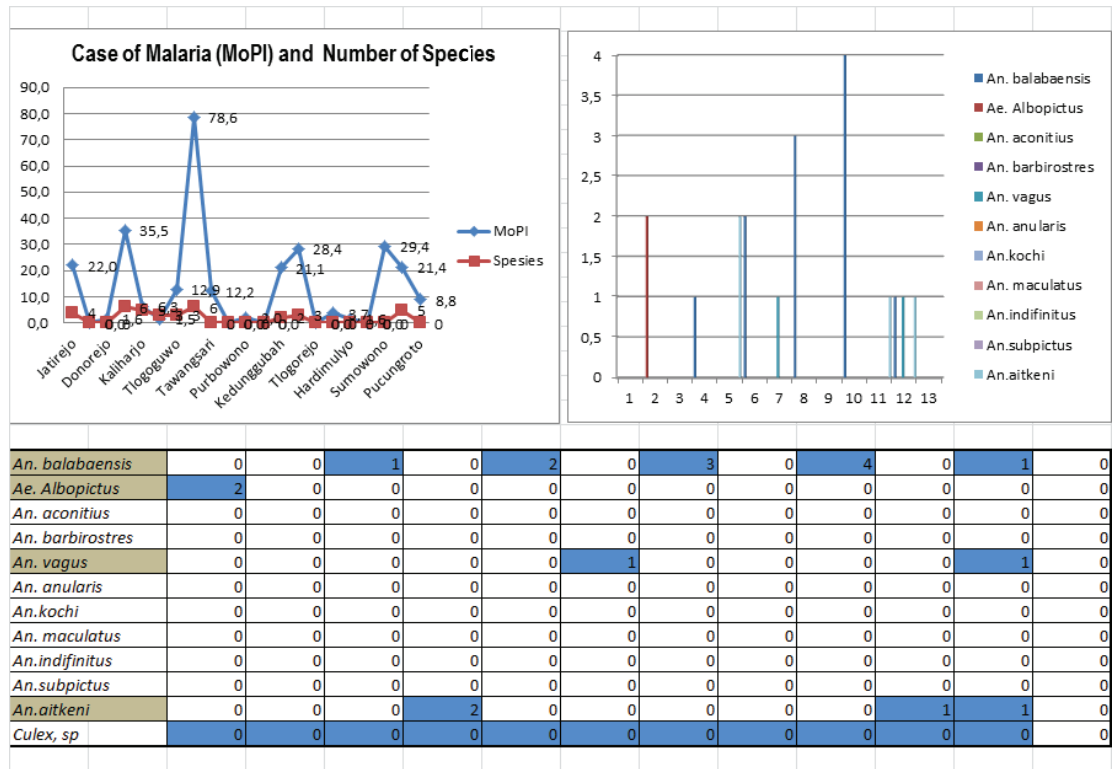 Case of Malaria (MoPI) and Number of Species
90,0
80,0
70,0
60,0
50,0
40,0
30,0
20,0
10,0
0,0
78,6
35,5
22,0
12,9
12,2
21,1
28,4
29,4
21,4
8,8
4
6
3
6
5
0
MoPI
Spesies
Jatirejo
Donorejo
Kaliharjo
Tlogoguwo
Tawangsari
Purbowono
Kedunggubah
Tlogorejo
Hardimulyo
Sumowono
Pucungroto
4
3,5
3
2,5
2
1,5
1
0,5
0
1 2 3 4 5 6 7 8 9 10 11 12 13
An. balabaensis
Ae. Albopictus
An. aconitius
An. barbirostres
An. vagus
An. anularis
An.kochi
An. maculatus
An.indifinitus
An.subpictus
An.aitkeni
An. balabaensis 0 0 1 0 2 0 3 0 4 0 1 0
Ae. Albopictus 2 0 0 0 0 0 0 0 0 0 0 0
An. aconitius 0 0 0 0 0 0 0 0 0 0 0 0
An. barbirostres 0 0 0 0 0 0 0 0 0 0 0 0
An. vagus 0 0 0 0 0 1 0 0 0 0 1 0
An. anularis 0 0 0 0 0 0 0 0 0 0 0 0
An.kochi 0 0 0 0 0 0 0 0 0 0 0 0
An. maculatus 0 0 0 0 0 0 0 0 0 0 0 0
An.indifinitus 0 0 0 0 0 0 0 0 0 0 0 0
An.subpictus 0 0 0 0 0 0 0 0 0 0 0 0
An.aitkeni 0 0 0 2 0 0 0 0 0 1 1 0
Culex, sp 0 0 0 0 0 0 0 0 0 0 0 0